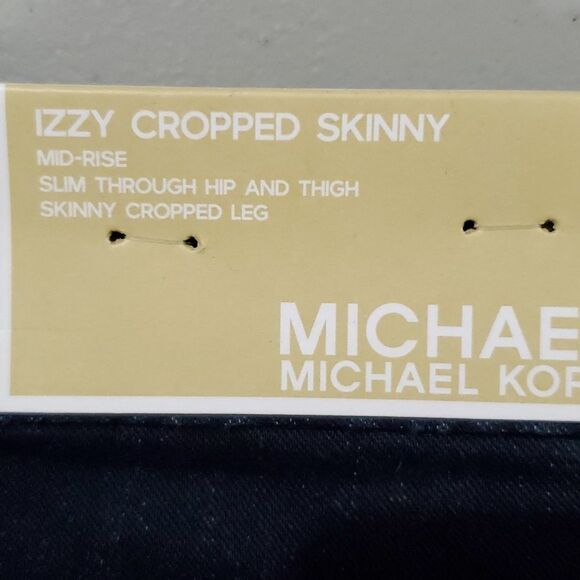 IZZY CROPPED SKINNY
MID-RISE
SLIM THROUGH HIP AND THIGH
SKINNY CROPPED LEG
MICHAE
MICHAEL KOR